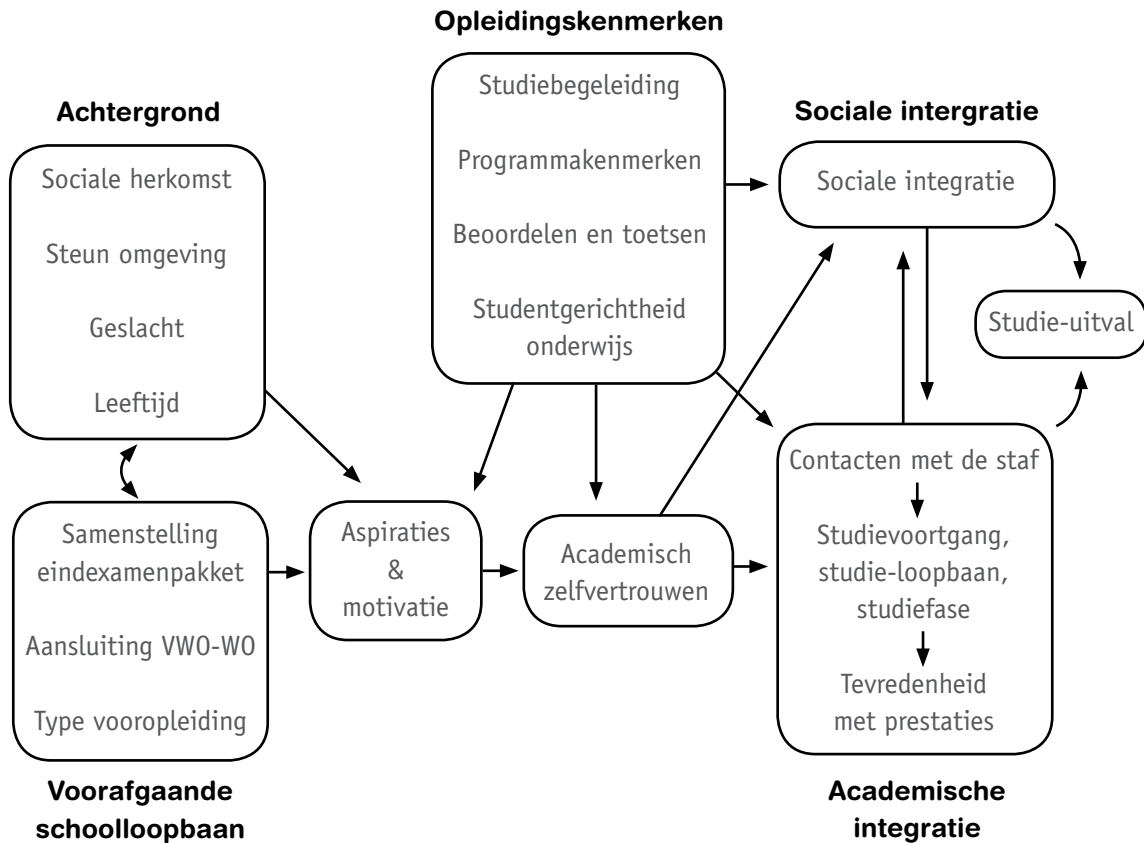 Opleidingskenmerken
Studiebegeleiding
Programmakenmerken
Beoordelen en toetsen
Studentgerichtheid
onderwijs
Achtergrond
Sociale herkomst
Steun omgeving
Geslacht
Leeftijd
Sociale intergratie
Sociale integratie
Studie-uitval
Samenstelling
eindexamenpakket
Aansluiting VWO-WO
Type vooropleiding
Voorafgaande
schoolloopbaan
Aspiraties
&
motivatie
Academisch
zelfvertrouwen
Contacten met de staf
Studievoortgang,
studie-loopbaan,
studiefase
Tevredenheid
met prestaties
Academische
integratie